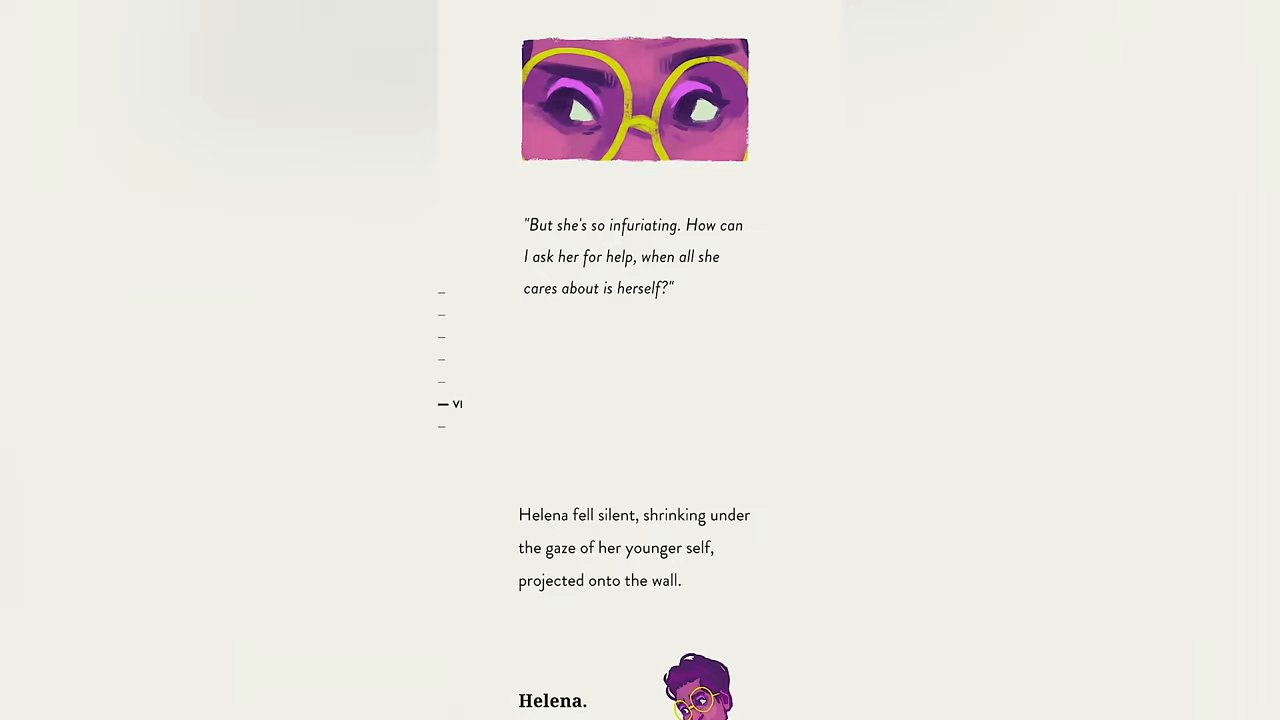 "But she's so infuriating. How can
I ask her for help, when all she
cares about is herself?"
VI
Helena fell silent, shrinking under
the gaze of her younger self,
projected onto the wall.
Helena.